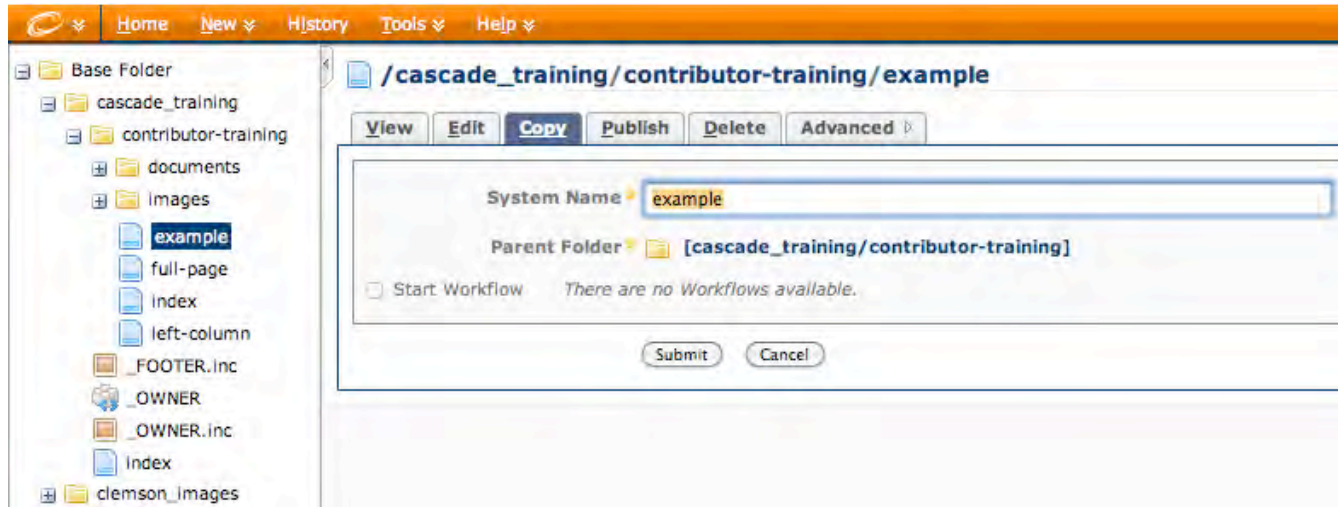 Home New History Tools Help
Base Folder
cascade_training
contributor-training
documents
images
example
full-page
index
left-column
_FOOTER.inc
_OWNER
_OWNER.inc
index
clemson_images
/cascade_training/contributor-training/example
View Edit Copy Publish Delete Advanced
System Name example
Parent Folder [cascade_training/contributor-training]
Start Workflow There are no Workflows available.
Submit Cancel